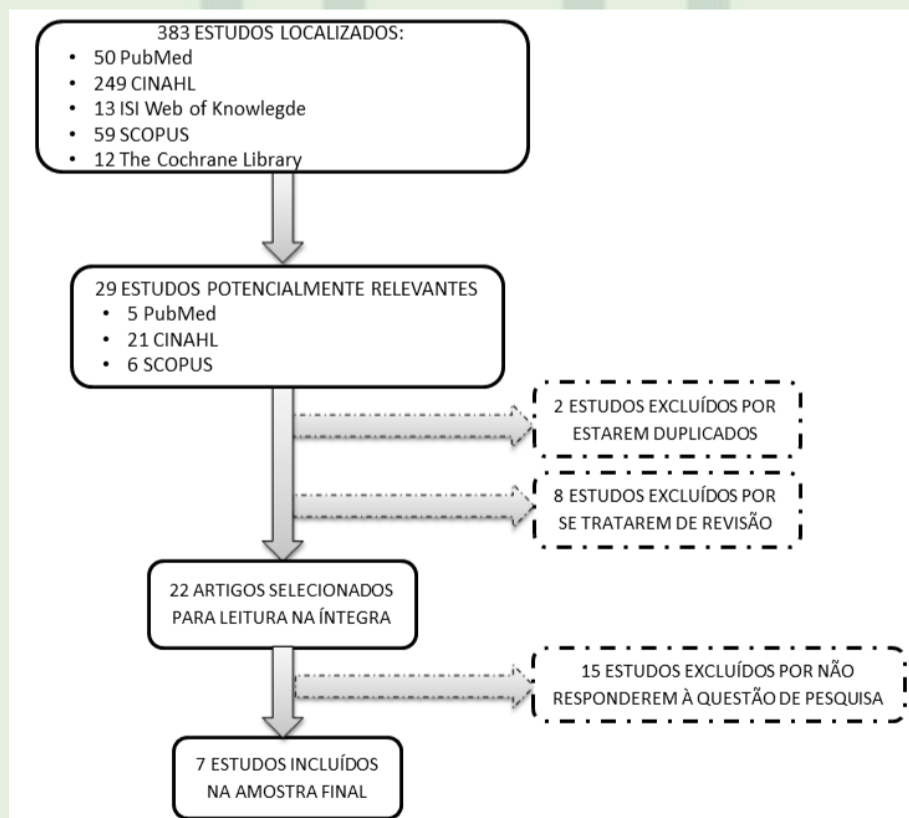 383 ESTUDOS LOCALIZADOS:
• 50 PubMed
• 249 CINAHL
• 13 ISI Web of Knowlegde
• 59 SCOPUS
• 12 The Cochrane Library
29 ESTUDOS POTENCIALMENTE RELEVANTES
• 5 PubMed
• 21 CINAHL
• 6 SCOPUS
2 ESTUDOS EXCLUÍDOS POR
ESTAREM DUPLICADOS
8 ESTUDOS EXCLUÍDOS POR
SE TRATAREM DE REVISÃO
22 ARTIGOS SELECIONADOS
PARA LEITURA NA ÍNTEGRA
15 ESTUDOS EXCLUÍDOS POR NÃO
RESPONDEREM À QUESTÃO DE PESQUISA
7 ESTUDOS INCLUÍDOS
NA AMOSTRA FINAL